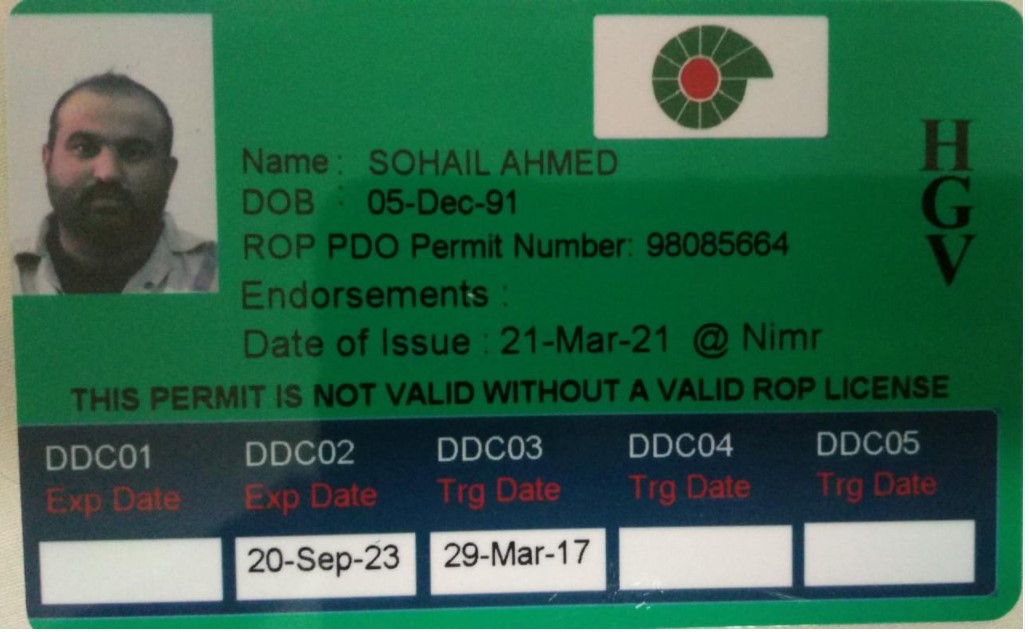 Name : SOHAIL AHMED
DOB : 05-Dec-91
ROP PDO Permit Number: 98085664
Endorsements :
Date of Issue : 21-Mar-21 @ Nimr
HGV
THIS PERMIT IS NOT VALID WITHOUT A VALID ROP LICENSE
DDC01 DDC02 DDC03 DDC04 DDC05
Exp Date Exp Date Trg Date Trg Date Trg Date
20-Sep-23 29-Mar-17